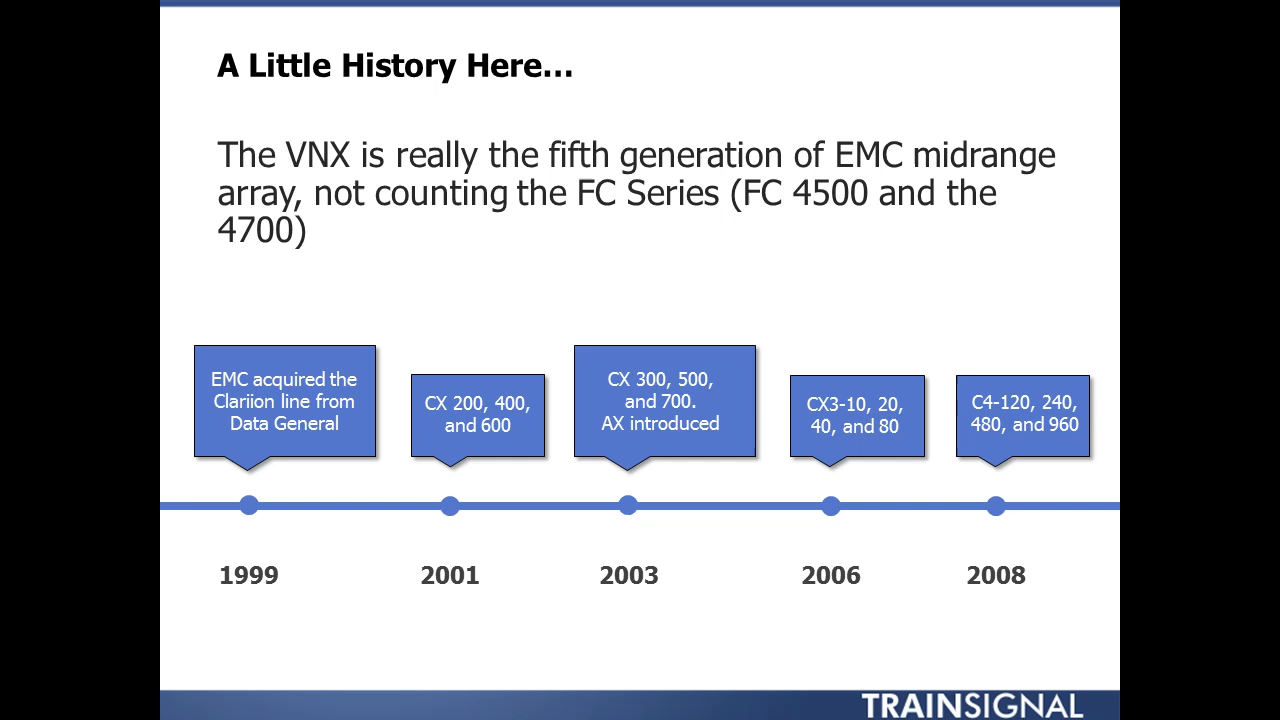 A Little History Here...
The VNX is really the fifth generation of EMC midrange
array, not counting the FC Series (FC 4500 and the
4700)
EMC acquired the
Clariion line from
Data General
CX 200, 400,
and 600
CX 300, 500,
and 700.
AX introduced
CX3-10, 20,
40, and 80
C4-120, 240,
480, and 960
1999
2001
2003
2006
2008
TRAINSIGNAL